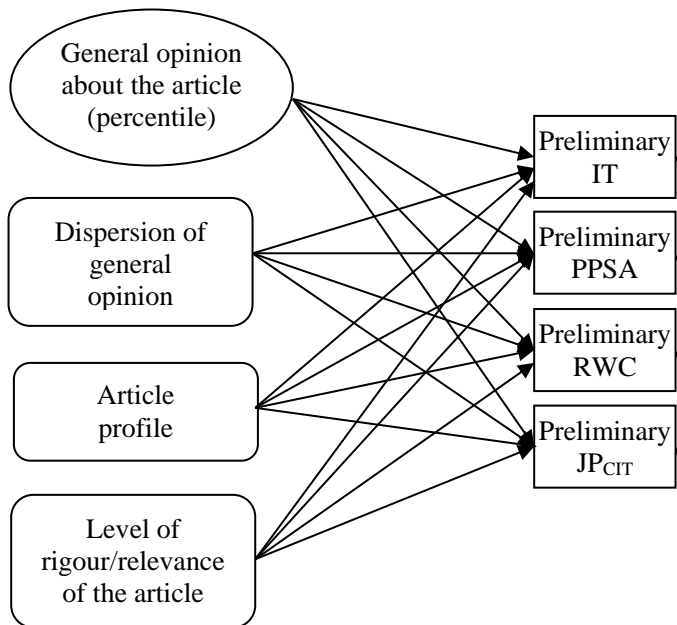 General opinion
about the article
(percentile)
Dispersion of
general
opinion
Article
profile
Level of
rigour/relevance
of the article
Preliminary
IT
Preliminary
PPSA
Preliminary
RWC
Preliminary
JPCIT